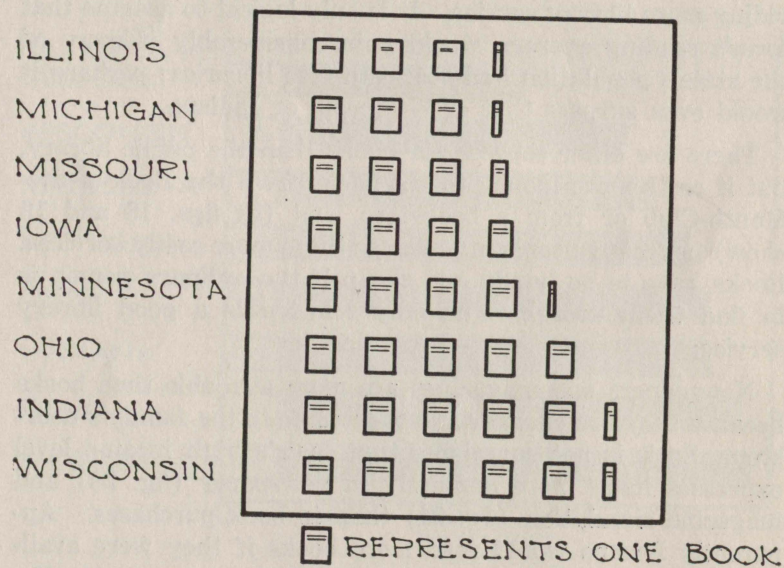 ILLINOIS
MICHIGAN
MISSOURI
IOWA
MINNESOTA
OHIO
INDIANA
WISCONSIN
REPRESENTS ONE BOOK